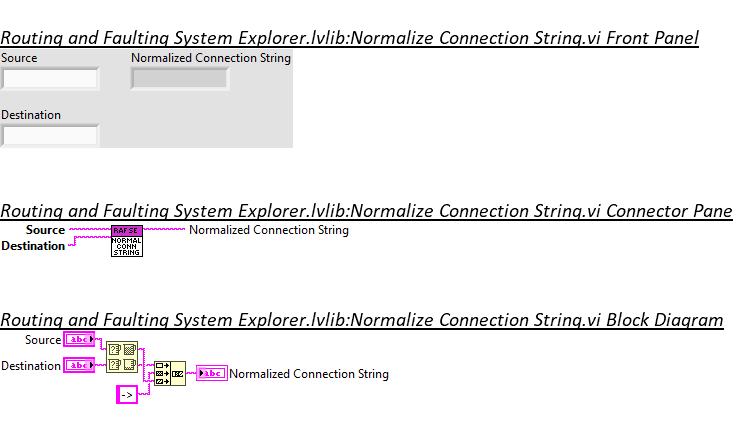 Routing and Faulting System Explorer.lvlib:Normalize Connection String.vi Front Panel
Source Normalized Connection String
Destination
Routing and Faulting System Explorer.lvlib:Normalize Connection String.vi Connector Pane
Source RAF SE Normalized Connection String
Destination NORMAL
CONN
STRING
Routing and Faulting System Explorer.lvlib:Normalize Connection String.vi Block Diagram
Source abc
Destination abc
abc Normalized Connection String
->